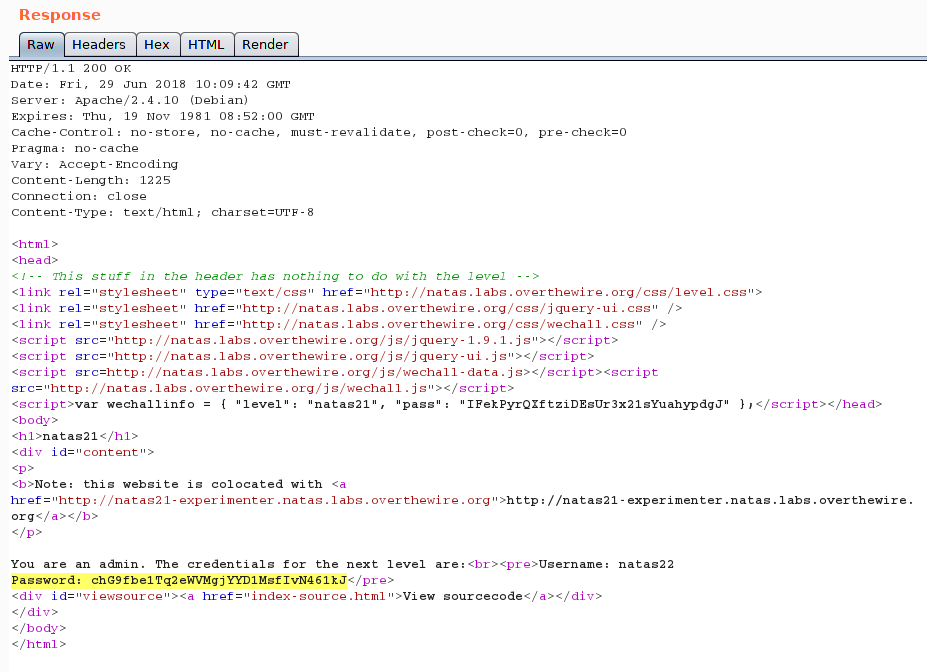 Response
Raw Headers Hex HTML Render
HTTP/1.1 200 OK
Date: Fri, 29 Jun 2018 10:09:42 GMT
Server: Apache/2.4.10 (Debian)
Expires: Thu, 19 Nov 1981 08:52:00 GMT
Cache-Control: no-store, no-cache, must-revalidate, post-check=0, pre-check=0
Pragma: no-cache
Vary: Accept-Encoding
Content-Length: 1225
Connection: close
Content-Type: text/html; charset=UTF-8
<html>
<head>
<!-- This stuff in the header has nothing to do with the level -->
<link rel="stylesheet" type="text/css" href="http://natas.labs.overthewire.org/css/level.css">
<link rel="stylesheet" href="http://natas.labs.overthewire.org/css/jquery-ui.css" />
<link rel="stylesheet" href="http://natas.labs.overthewire.org/css/wechall.css" />
<script src="http://natas.labs.overthewire.org/js/jquery-1.9.1.js"></script>
<script src="http://natas.labs.overthewire.org/js/jquery-ui.js"></script>
<script src=http://natas.labs.overthewire.org/js/wechall-data.js></script><script
src="http://natas.labs.overthewire.org/js/wechall.js"></script>
<script>var wechallinfo = { "level": "natas21", "pass": "IFekPyrQXftziDEsUr3x21sYuahypdgJ" };</script></head>
<body>
<h1>natas21</h1>
<div id="content">
<p>
<b>Note: this website is colocated with <a
href="http://natas21-experimenter.natas.labs.overthewire.org">http://natas21-experimenter.natas.labs.overthewire.
org</a></b>
</p>
You are an admin. The credentials for the next level are:<br><pre>Username: natas22
Password: chG9fbe1Tq2eWVMgjYYD1MsfIvN461kJ</pre>
<div id="viewsource"><a href="index-source.html">View sourcecode</a></div>
</div>
</body>
</html>